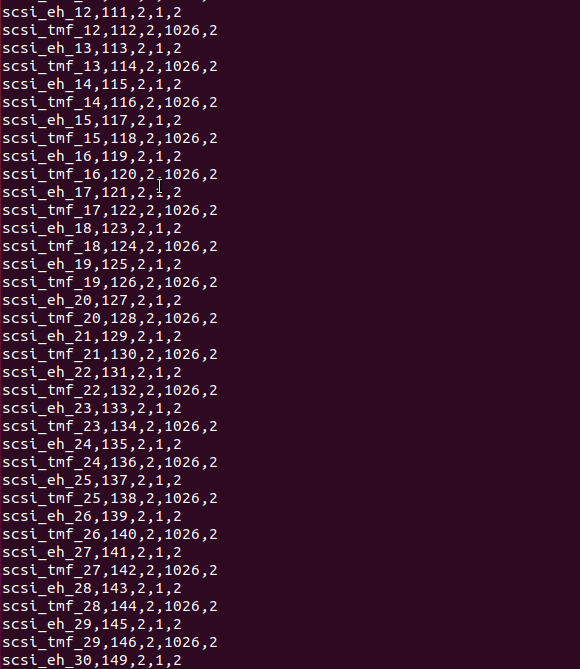 scsi_eh_12,111,2,1,2
scsi_tmf_12,112,2,1026,2
scsi_eh_13,113,2,1,2
scsi_tmf_13,114,2,1026,2
scsi_eh_14,115,2,1,2
scsi_tmf_14,116,2,1026,2
scsi_eh_15,117,2,1,2
scsi_tmf_15,118,2,1026,2
scsi_eh_16,119,2,1,2
scsi_tmf_16,120,2,1026,2
scsi_eh_17,121,2,1,2
scsi_tmf_17,122,2,1026,2
scsi_eh_18,123,2,1,2
scsi_tmf_18,124,2,1026,2
scsi_eh_19,125,2,1,2
scsi_tmf_19,126,2,1026,2
scsi_eh_20,127,2,1,2
scsi_tmf_20,128,2,1026,2
scsi_eh_21,129,2,1,2
scsi_tmf_21,130,2,1026,2
scsi_eh_22,131,2,1,2
scsi_tmf_22,132,2,1026,2
scsi_eh_23,133,2,1,2
scsi_tmf_23,134,2,1026,2
scsi_eh_24,135,2,1,2
scsi_tmf_24,136,2,1026,2
scsi_eh_25,137,2,1,2
scsi_tmf_25,138,2,1026,2
scsi_eh_26,139,2,1,2
scsi_tmf_26,140,2,1026,2
scsi_eh_27,141,2,1,2
scsi_tmf_27,142,2,1026,2
scsi_eh_28,143,2,1,2
scsi_tmf_28,144,2,1026,2
scsi_eh_29,145,2,1,2
scsi_tmf_29,146,2,1026,2
scsi_eh_30,149,2,1,2